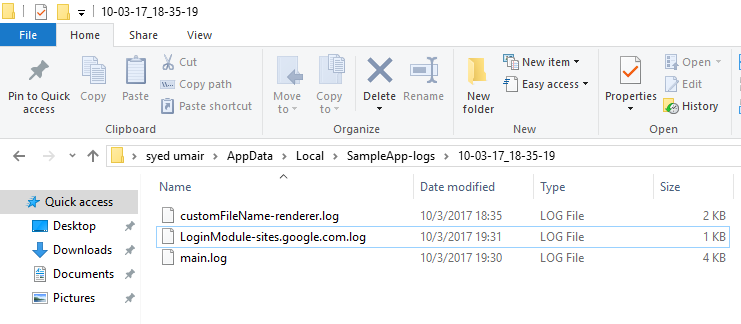 10-03-17_18-35-19
File Home Share View
Pin to Quick access
Copy
Paste
Cut
Copy path
Paste shortcut
Move to
Copy to
Delete
Rename
New folder
New item
Easy access
Properties
Open
Edit
History
Clipboard Organize New Open
syed umair AppData Local SampleApp-logs 10-03-17_18-35-19
Name Date modified Type Size
Quick access
Desktop
Downloads
Documents
Pictures
customFileName-renderer.log 10/3/2017 18:35 LOG File 2 KB
LoginModule-sites.google.com.log 10/3/2017 19:31 LOG File 1 KB
main.log 10/3/2017 19:30 LOG File 4 KB